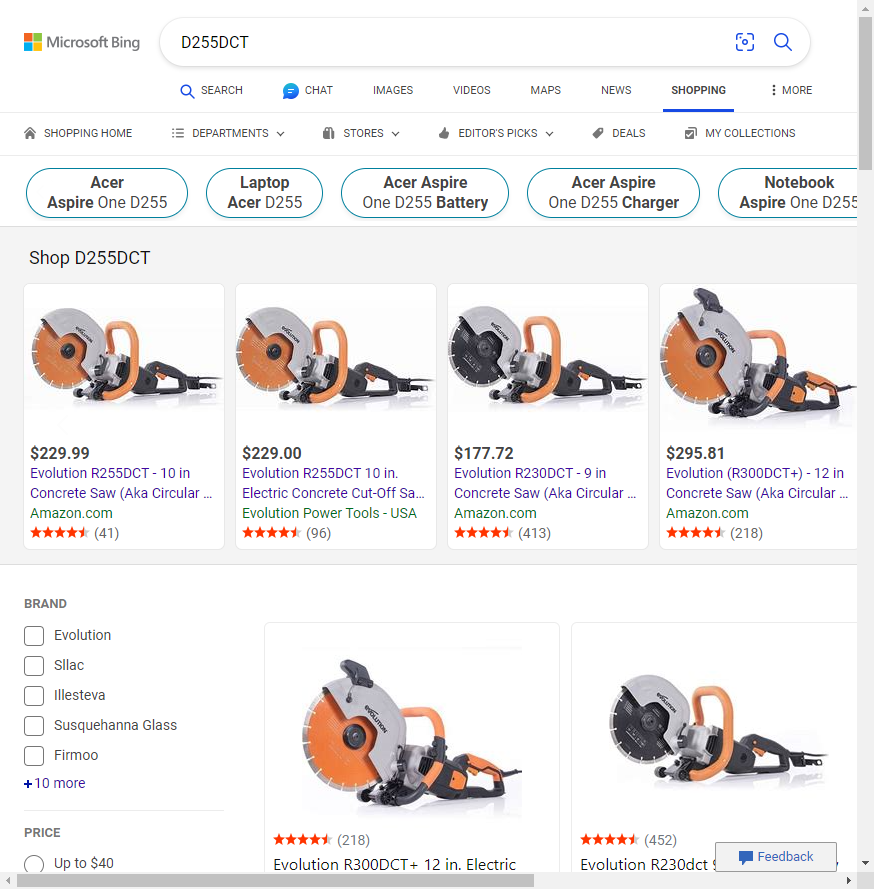 Microsoft Bing
D255DCT
SEARCH
CHAT
IMAGES
VIDEOS
MAPS
NEWS
SHOPPING
MORE
SHOPPING HOME
DEPARTMENTS
STORES
EDITOR'S PICKS
DEALS
MY COLLECTIONS
Acer
Aspire One D255
Laptop
Acer D255
Acer Aspire
One D255 Battery
Acer Aspire
One D255 Charger
Notebook
Aspire One D255
Shop D255DCT
$229.99
Evolution R255DCT - 10 in
Concrete Saw (Aka Circular ...
Amazon.com
(41)
$229.00
Evolution R255DCT 10 in.
Electric Concrete Cut-Off Sa...
Evolution Power Tools - USA
(96)
$177.72
Evolution R230DCT - 9 in
Concrete Saw (Aka Circular ...
Amazon.com
(413)
$295.81
Evolution (R300DCT+) - 12 in
Concrete Saw (Aka Circular ...
Amazon.com
(218)
BRAND
Evolution
Sllac
Illesteva
Susquehanna Glass
Firmoo
+10 more
PRICE
Up to $40
EVOLUTION
(218)
Evolution R300DCT+ 12 in. Electric
EVOLUTION
(452)
Evolution R230dct
Feedback